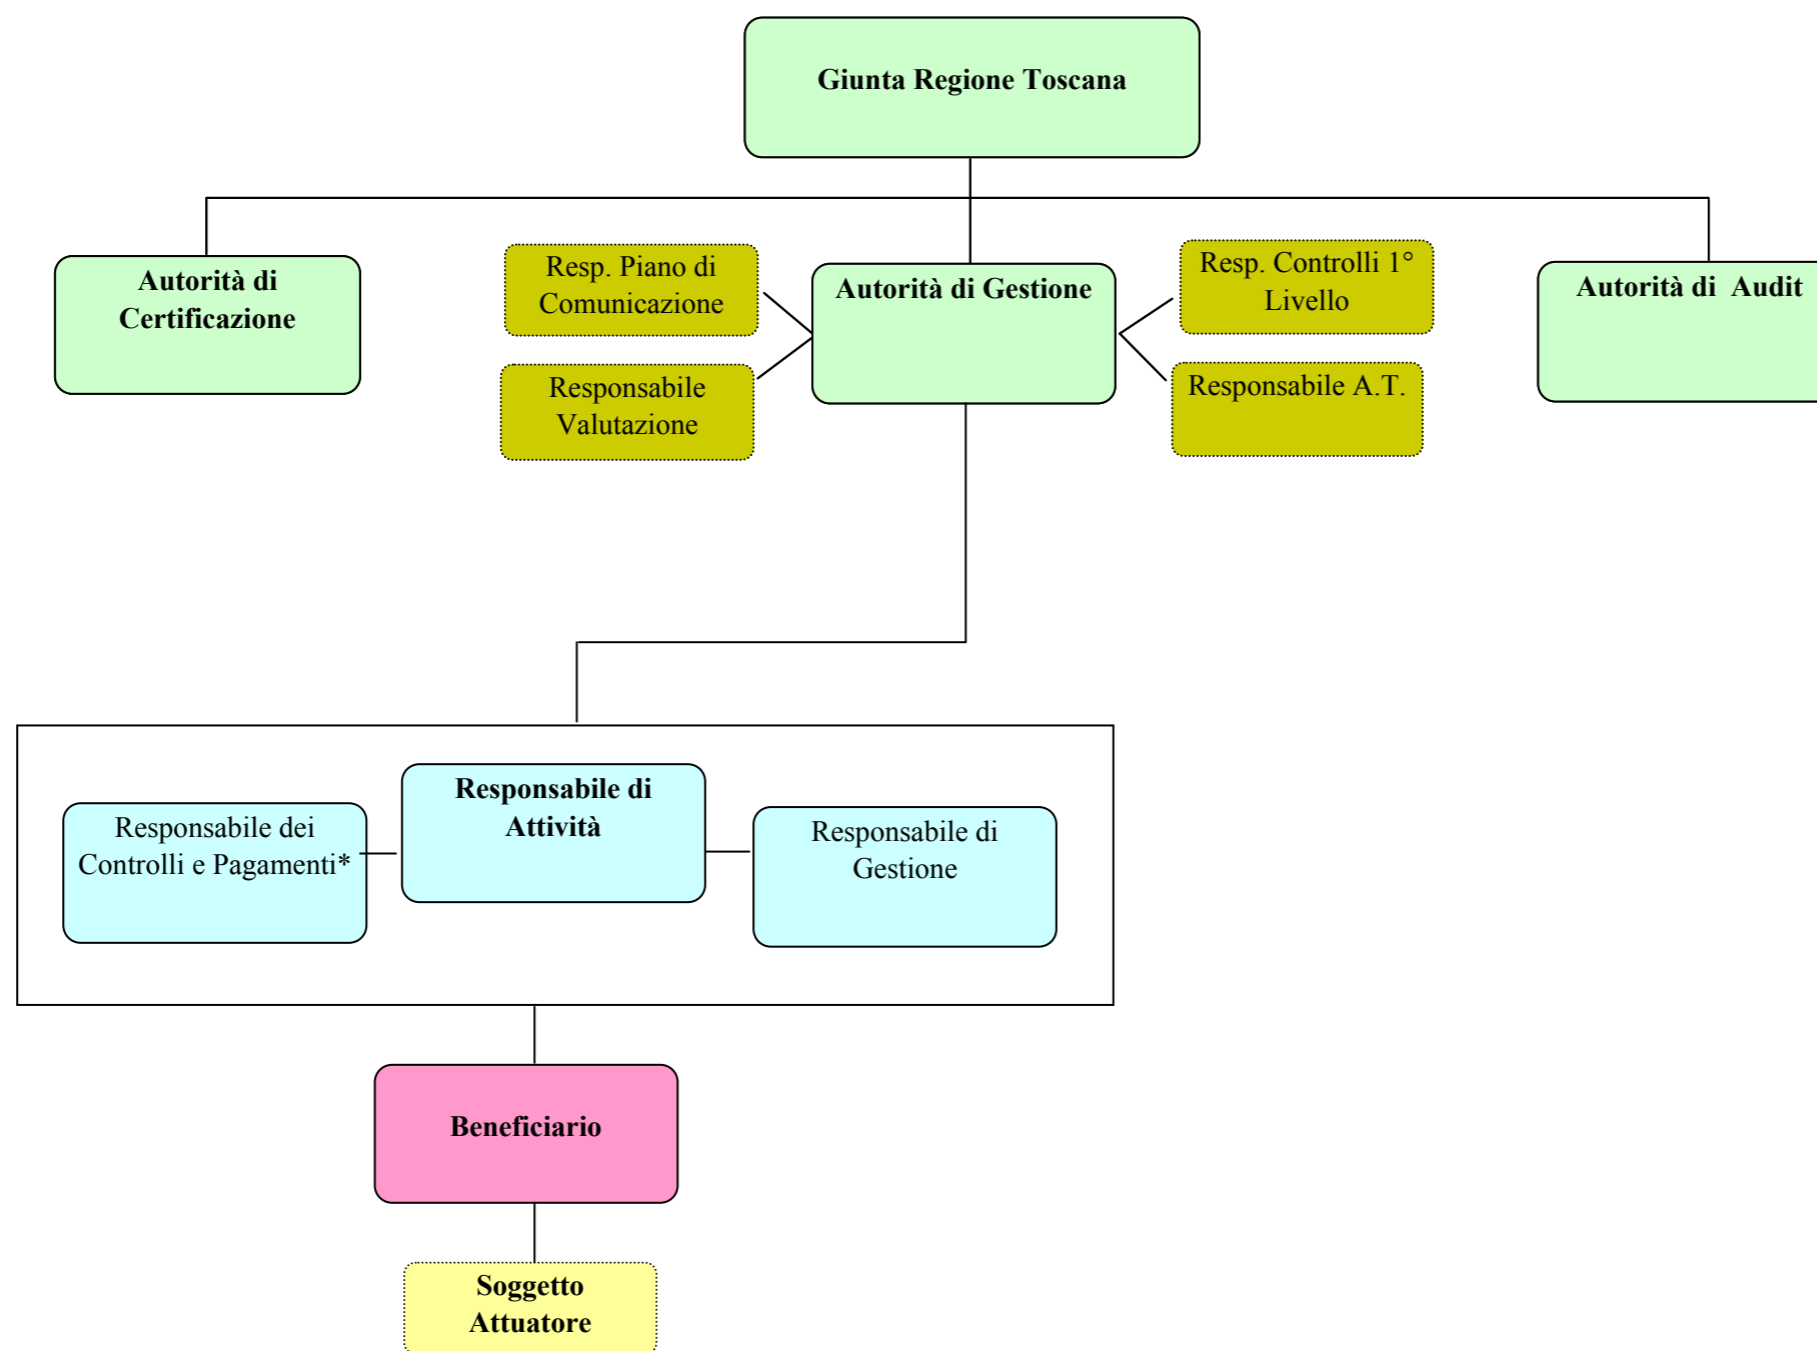 Giunta Regione Toscana
Autorità di
Certificazione
Resp. Piano di
Comunicazione
Responsabile
Valutazione
Autorità di Gestione
Resp. Controlli 1°
Livello
Responsabile A.T.
Autorità di  Audit
Responsabile dei
Controlli e Pagamenti*
Responsabile di
Attività
Responsabile di
Gestione
Beneficiario
Soggetto
Attuatore